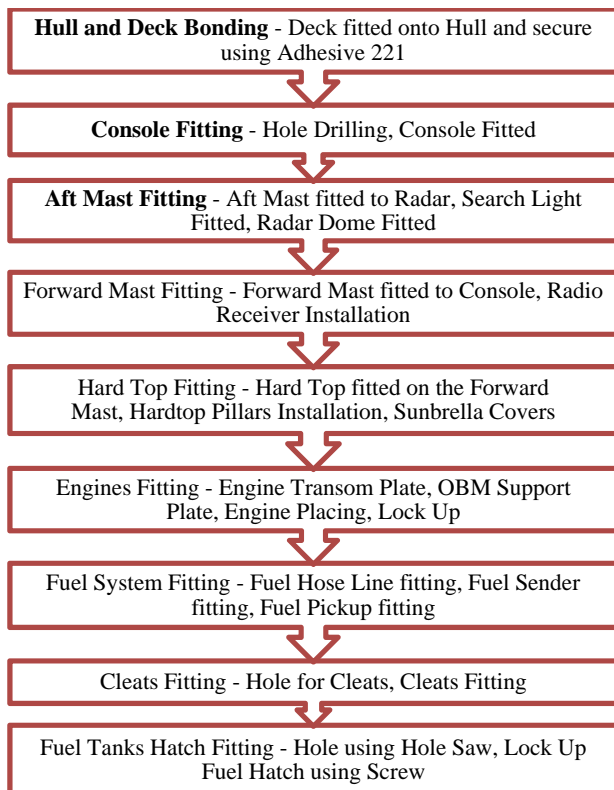 Hull and Deck Bonding - Deck fitted onto Hull and secure
using Adhesive 221
Console Fitting - Hole Drilling, Console Fitted
Aft Mast Fitting - Aft Mast fitted to Radar, Search Light
Fitted, Radar Dome Fitted
Forward Mast Fitting - Forward Mast fitted to Console, Radio
Receiver Installation
Hard Top Fitting - Hard Top fitted on the Forward
Mast, Hardtop Pillars Installation, Sunbrella Covers
Engines Fitting - Engine Transom Plate, OBM Support
Plate, Engine Placing, Lock Up
Fuel System Fitting - Fuel Hose Line fitting, Fuel Sender
fitting, Fuel Pickup fitting
Cleats Fitting - Hole for Cleats, Cleats Fitting
Fuel Tanks Hatch Fitting - Hole using Hole Saw, Lock Up
Fuel Hatch using Screw